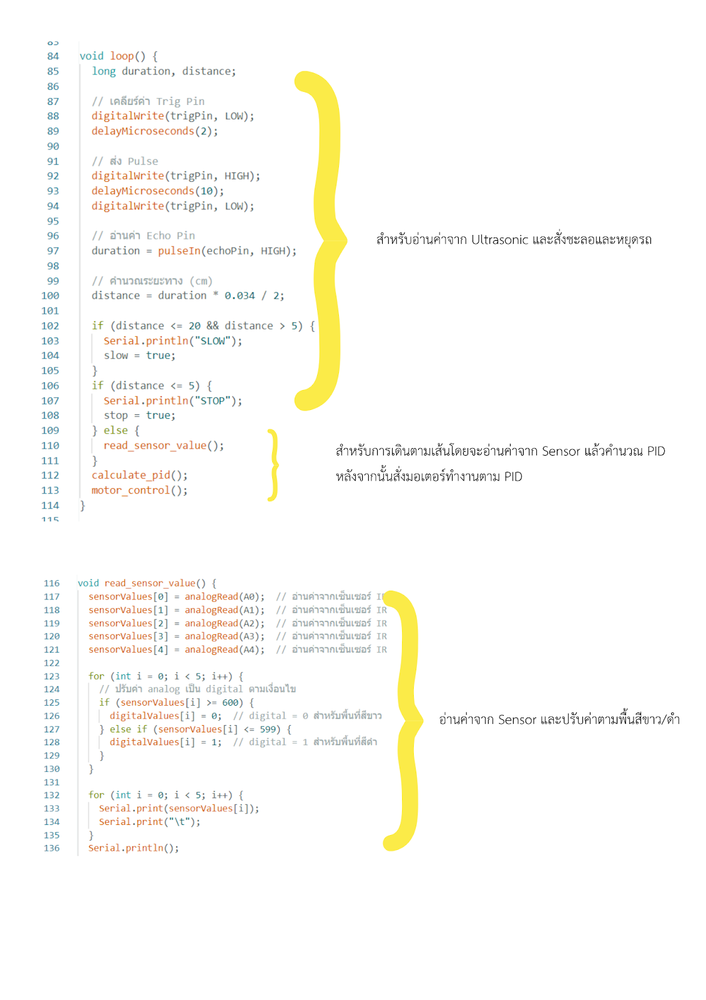 83
84 void loop() {
85 long duration, distance;
86
87 // เคลียร์ค่า Trig Pin
88 digitalWrite(trigPin, LOW);
89 delayMicroseconds(2);
90
91 // ส่ง Pulse
92 digitalWrite(trigPin, HIGH);
93 delayMicroseconds(10);
94 digitalWrite(trigPin, LOW);
95
96 // อ่านค่า Echo Pin
97 duration = pulseIn(echoPin, HIGH);
98
99 // คำนวณระยะทาง (cm)
100 distance = duration * 0.034 / 2;
101
102 if (distance <= 20 && distance > 5) {
103 Serial.println("SLOW");
104 slow = true;
105 }
106 if (distance <= 5) {
107 Serial.println("STOP");
108 stop = true;
109 } else {
110 read_sensor_value();
111 }
112 calculate_pid();
113 motor_control();
114 }
115
สำหรับอ่านค่าจาก Ultrasonic และสั่งชะลอและหยุดรถ
สำหรับการเดินตามเส้นโดยจะอ่านค่าจาก Sensor แล้วคำนวณ PID
หลังจากนั้นสั่งมอเตอร์ทำงานตาม PID
116 void read_sensor_value() {
117 sensorValues[0] = analogRead(A0); // อ่านค่าจากเซ็นเซอร์ I
118 sensorValues[1] = analogRead(A1); // อ่านค่าจากเซ็นเซอร์ IR
119 sensorValues[2] = analogRead(A2); // อ่านค่าจากเซ็นเซอร์ IR
120 sensorValues[3] = analogRead(A3); // อ่านค่าจากเซ็นเซอร์ IR
121 sensorValues[4] = analogRead(A4); // อ่านค่าจากเซ็นเซอร์ IR
122
123 for (int i = 0; i < 5; i++) {
124 // ปรับค่า analog เป็น digital ตามเงื่อนไข
125 if (sensorValues[i] >= 600) {
126 digitalValues[i] = 0; // digital = 0 สำหรับพื้นที่สีขาว
127 } else if (sensorValues[i] <= 599) {
128 digitalValues[i] = 1; // digital = 1 สำหรับพื้นที่สีดำ
129 }
130 }
131
132 for (int i = 0; i < 5; i++) {
133 Serial.print(sensorValues[i]);
134 Serial.print("\t");
135 }
136 Serial.println();
อ่านค่าจาก Sensor และปรับค่าตามพื้นสีขาว/ดำ